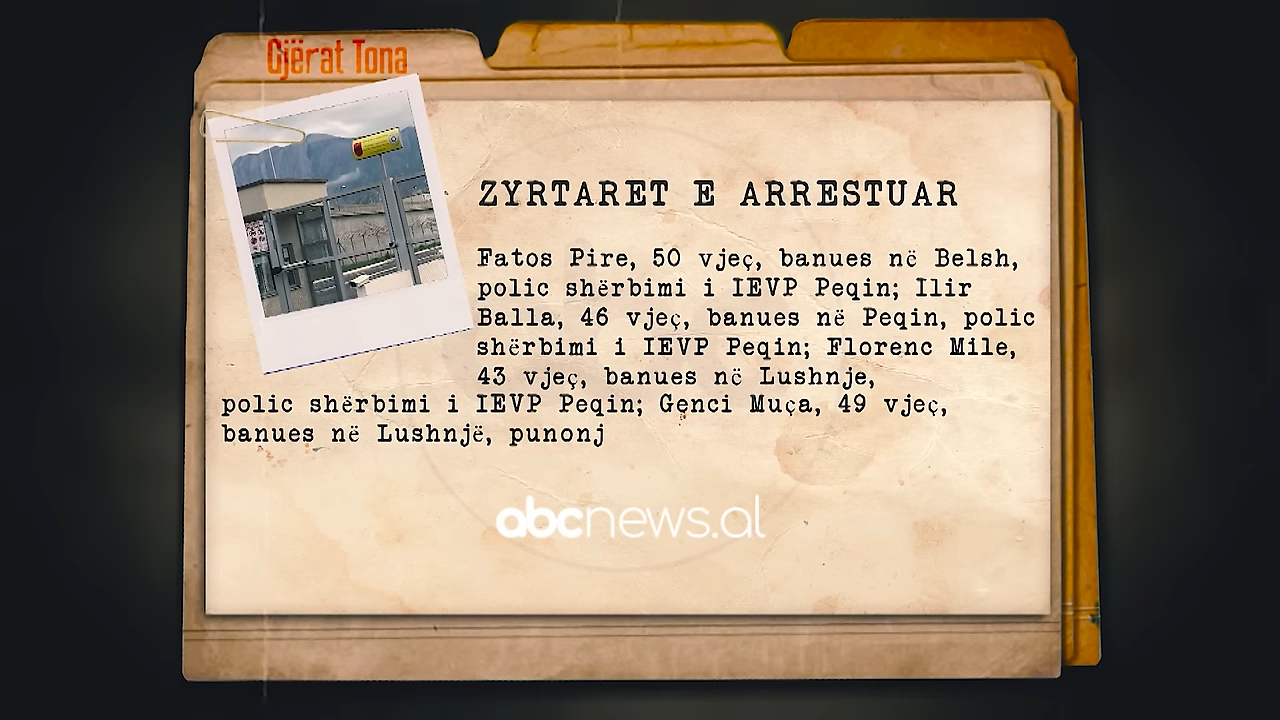 Gjërat Tona
ZYRTARET E ARRESTUAR
Fatos Pire, 50 vjeç, banues në Belsh,
polic shërbimi i IEVP Peqin; Ilir
Balla, 46 vjeç, banues në Peqin, polic
shërbimi i IEVP Peqin; Florenc Mile,
43 vjeç, banues në Lushnje,
polic shërbimi i IEVP Peqin; Genci Muça, 49 vjeç,
banues në Lushnjë, punonj
abcnews.al